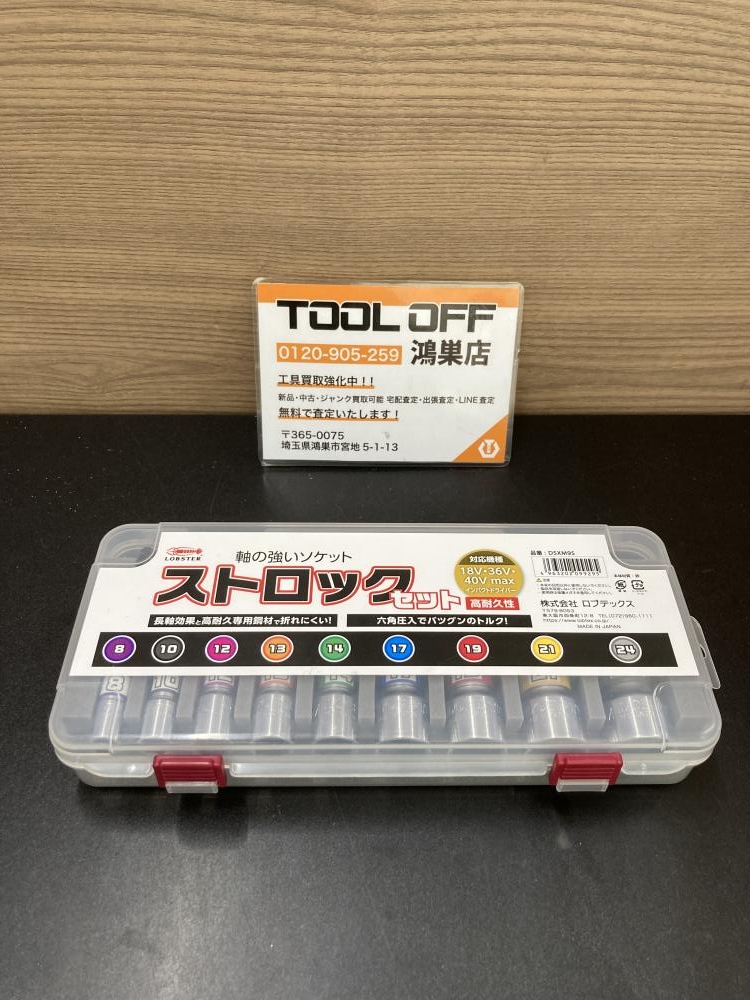 TOOL OFF
0120-905-259 鴻巣店
工具買取強化中!!
新品・中古・ジャンク買取可能 宅配査定・出張査定・LINE査定
無料で査定いたします!
〒365-0075
埼玉県鴻巣市宮地 5-1-13
LOBSTER
軸の強いソケット
ストロック
セット
高耐久性
対応機種
18V・36V・
40V max
インパクトドライバー
品番:DSXM9S
4 963202 099295
株式会社 ロブテックス
MADE IN JAPAN
長軸効果と高耐久専用鋼材で折れにくい!
六角圧入でバツグンのトルク!
8 10 12 13 14 17 19 21 24
8 10 12 13 14